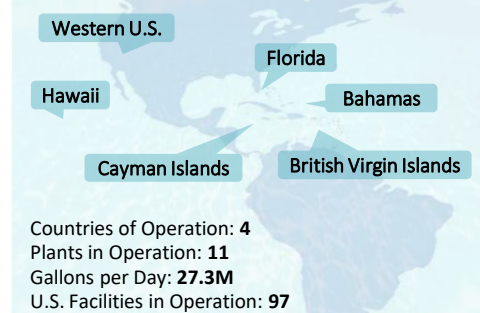 Western U.S.
Florida
Hawaii
Bahamas
Cayman Islands
British Virgin Islands
Countries of Operation: 4
Plants in Operation: 11
Gallons per Day: 27.3M
U.S. Facilities in Operation: 97